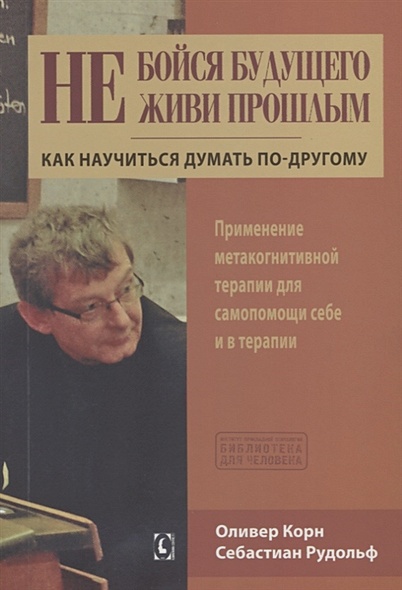 НЕ БОЙСЯ БУДУЩЕГО
ЖИВИ ПРОШЛЫМ
КАК НАУЧИТЬСЯ ДУМАТЬ ПО-ДРУГОМУ
Применение
метакогнитивной
терапии для
самопомощи себе
и в терапии
БИБЛИОТЕКА
ДЛЯ ЧЕЛОВЕКА
Оливер Корн
Себастиан Рудольф